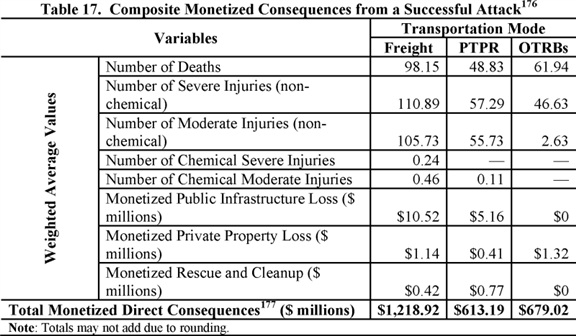 Table 17. Composite Monetized Consequences from a Successful Attack176
Variables Transportation Mode
Freight PTPR OTRBs
Weighted Average Values
Number of Deaths 98.15 48.83 61.94
Number of Severe Injuries (non-
chemical) 110.89 57.29 46.63
Number of Moderate Injuries (non-
chemical) 105.73 55.73 2.63
Number of Chemical Severe Injuries 0.24 — —
Number of Chemical Moderate Injuries 0.46 0.11 —
Monetized Public Infrastructure Loss ($
millions) $10.52 $5.16 $0
Monetized Private Property Loss ($
millions) $1.14 $0.41 $1.32
Monetized Rescue and Cleanup ($
millions) $0.42 $0.77 $0
Total Monetized Direct Consequences177 ($ millions) $1,218.92 $613.19 $679.02
Note: Totals may not add due to rounding.